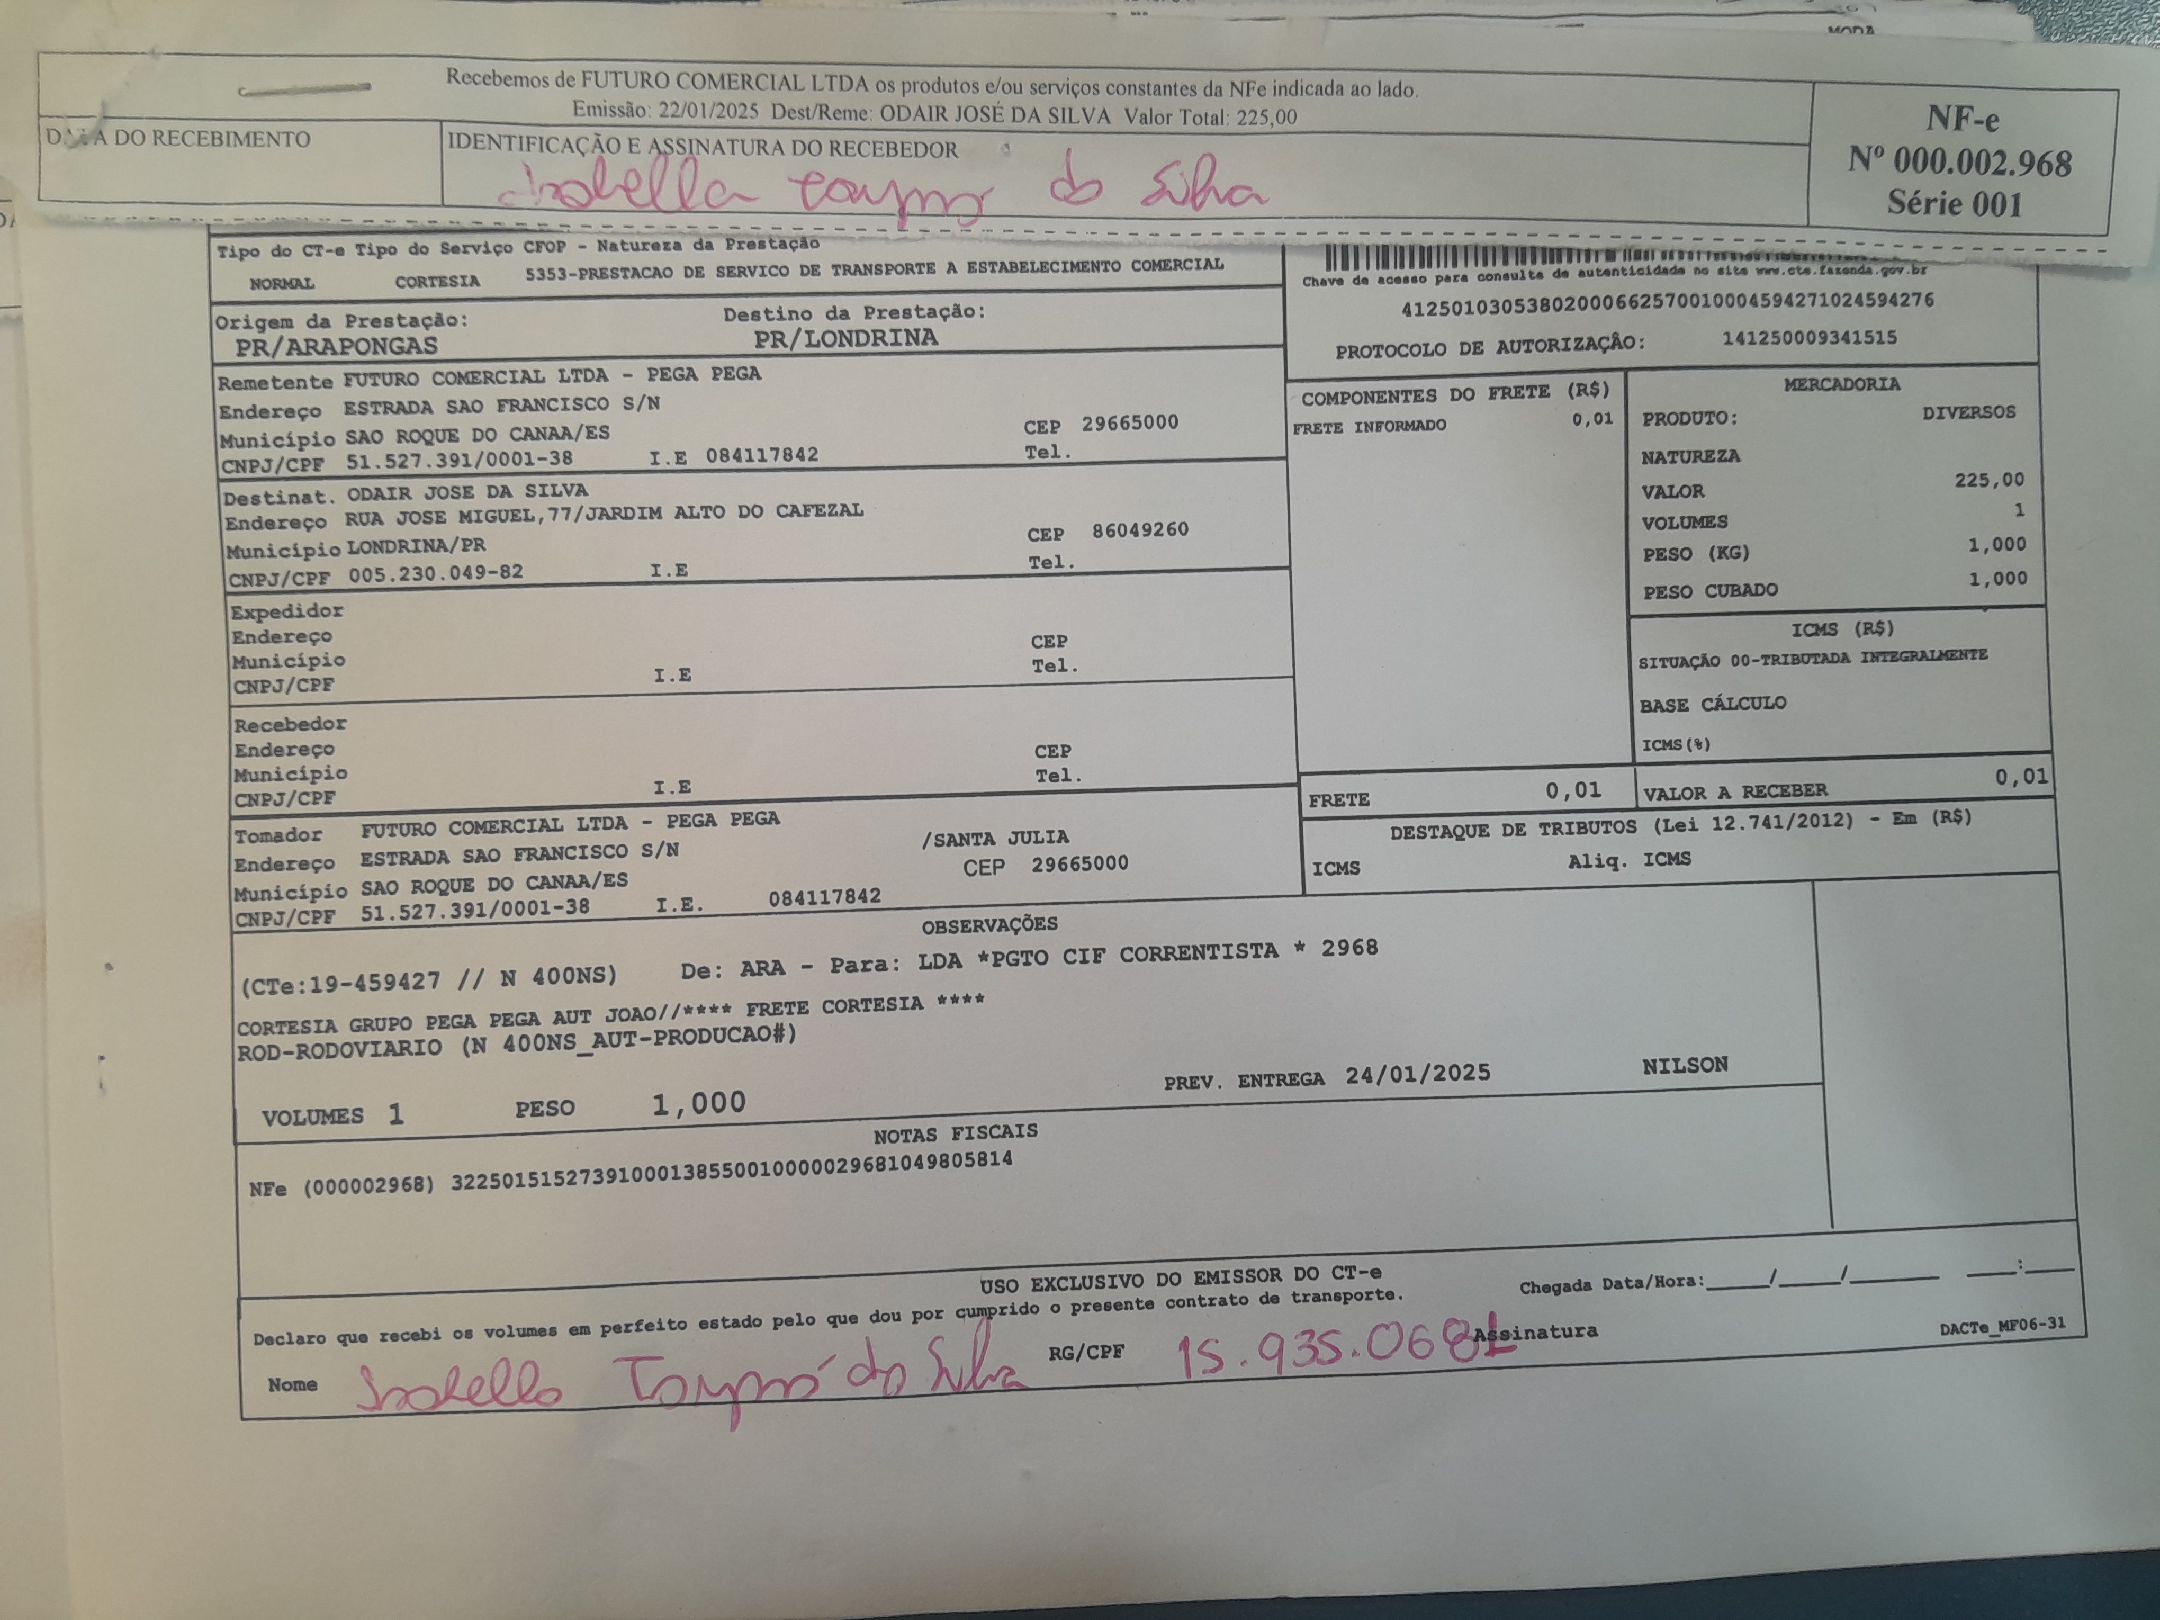 MODA
Recebemos de FUTURO COMERCIAL LTDA os produtos e/ou serviços constantes da NFe indicada ao lado.
Emissão: 22/01/2025 Dest/Reme: ODAIR JOSÉ DA SILVA Valor Total: 225,00
NF-e
Nº 000.002.968
Série 001
DATA DO RECEBIMENTO
IDENTIFICAÇÃO E ASSINATURA DO RECEBEDOR
Isabella do Silva
Tipo do CT-e Tipo do Serviço CFOP - Natureza da Prestação
NORMAL CORTESIA 5353-PRESTACAO DE SERVICO DE TRANSPORTE A ESTABELECIMENTO COMERCIAL
Chave de acesso para consulta de autenticidade no site www.cte.fazenda.gov.br
41250103053802000662570010004594271024594276
PROTOCOLO DE AUTORIZAÇÂO: 141250009341515
Origem da Prestação: Destino da Prestação:
PR/ARAPONGAS PR/LONDRINA
Remetente FUTURO COMERCIAL LTDA - PEGA PEGA
Endereço ESTRADA SAO FRANCISCO S/N
Município SAO ROQUE DO CANAA/ES CEP 29665000
CNPJ/CPF 51.527.391/0001-38 I.E 084117842 Tel.
Destinat. ODAIR JOSE DA SILVA
Endereço RUA JOSE MIGUEL,77/JARDIM ALTO DO CAFEZAL
Município LONDRINA/PR CEP 86049260
CNPJ/CPF 005.230.049-82 I.E Tel.
Expedidor
Endereço
Município CEP
CNPJ/CPF I.E Tel.
Recebedor
Endereço
Município CEP
CNPJ/CPF I.E Tel.
Tomador FUTURO COMERCIAL LTDA - PEGA PEGA
Endereço ESTRADA SAO FRANCISCO S/N /SANTA JULIA
Município SAO ROQUE DO CANAA/ES CEP 29665000
CNPJ/CPF 51.527.391/0001-38 I.E. 084117842
COMPONENTES DO FRETE (R$)
FRETE INFORMADO 0,01
MERCADORIA
PRODUTO: DIVERSOS
NATUREZA
VALOR 225,00
VOLUMES 1
PESO (KG) 1,000
PESO CUBADO 1,000
ICMS (R$)
SITUAÇÃO 00-TRIBUTADA INTEGRALMENTE
BASE CÁLCULO
ICMS(%)
FRETE 0,01 VALOR A RECEBER 0,01
DESTAQUE DE TRIBUTOS (Lei 12.741/2012) - Em (R$)
ICMS Aliq. ICMS
OBSERVAÇÕES
(CTe:19-459427 // N 400NS) De: ARA - Para: LDA *PGTO CIF CORRENTISTA * 2968
CORTESIA GRUPO PEGA PEGA AUT JOAO//**** FRETE CORTESIA ****
ROD-RODOVIARIO (N 400NS_AUT-PRODUCAO#)
VOLUMES 1 PESO 1,000 PREV. ENTREGA 24/01/2025 NILSON
NOTAS FISCAIS
NFe (000002968) 32250151527391000138550010000029681049805814
USO EXCLUSIVO DO EMISSOR DO CT-e
Declaro que recebi os volumes em perfeito estado pelo que dou por cumprido o presente contrato de transporte. Chegada Data/Hora:_____/_____/_______ ____:____
Nome Isabella do Silva RG/CPF 15.935.068 Assinatura
DACTe_MF06-31